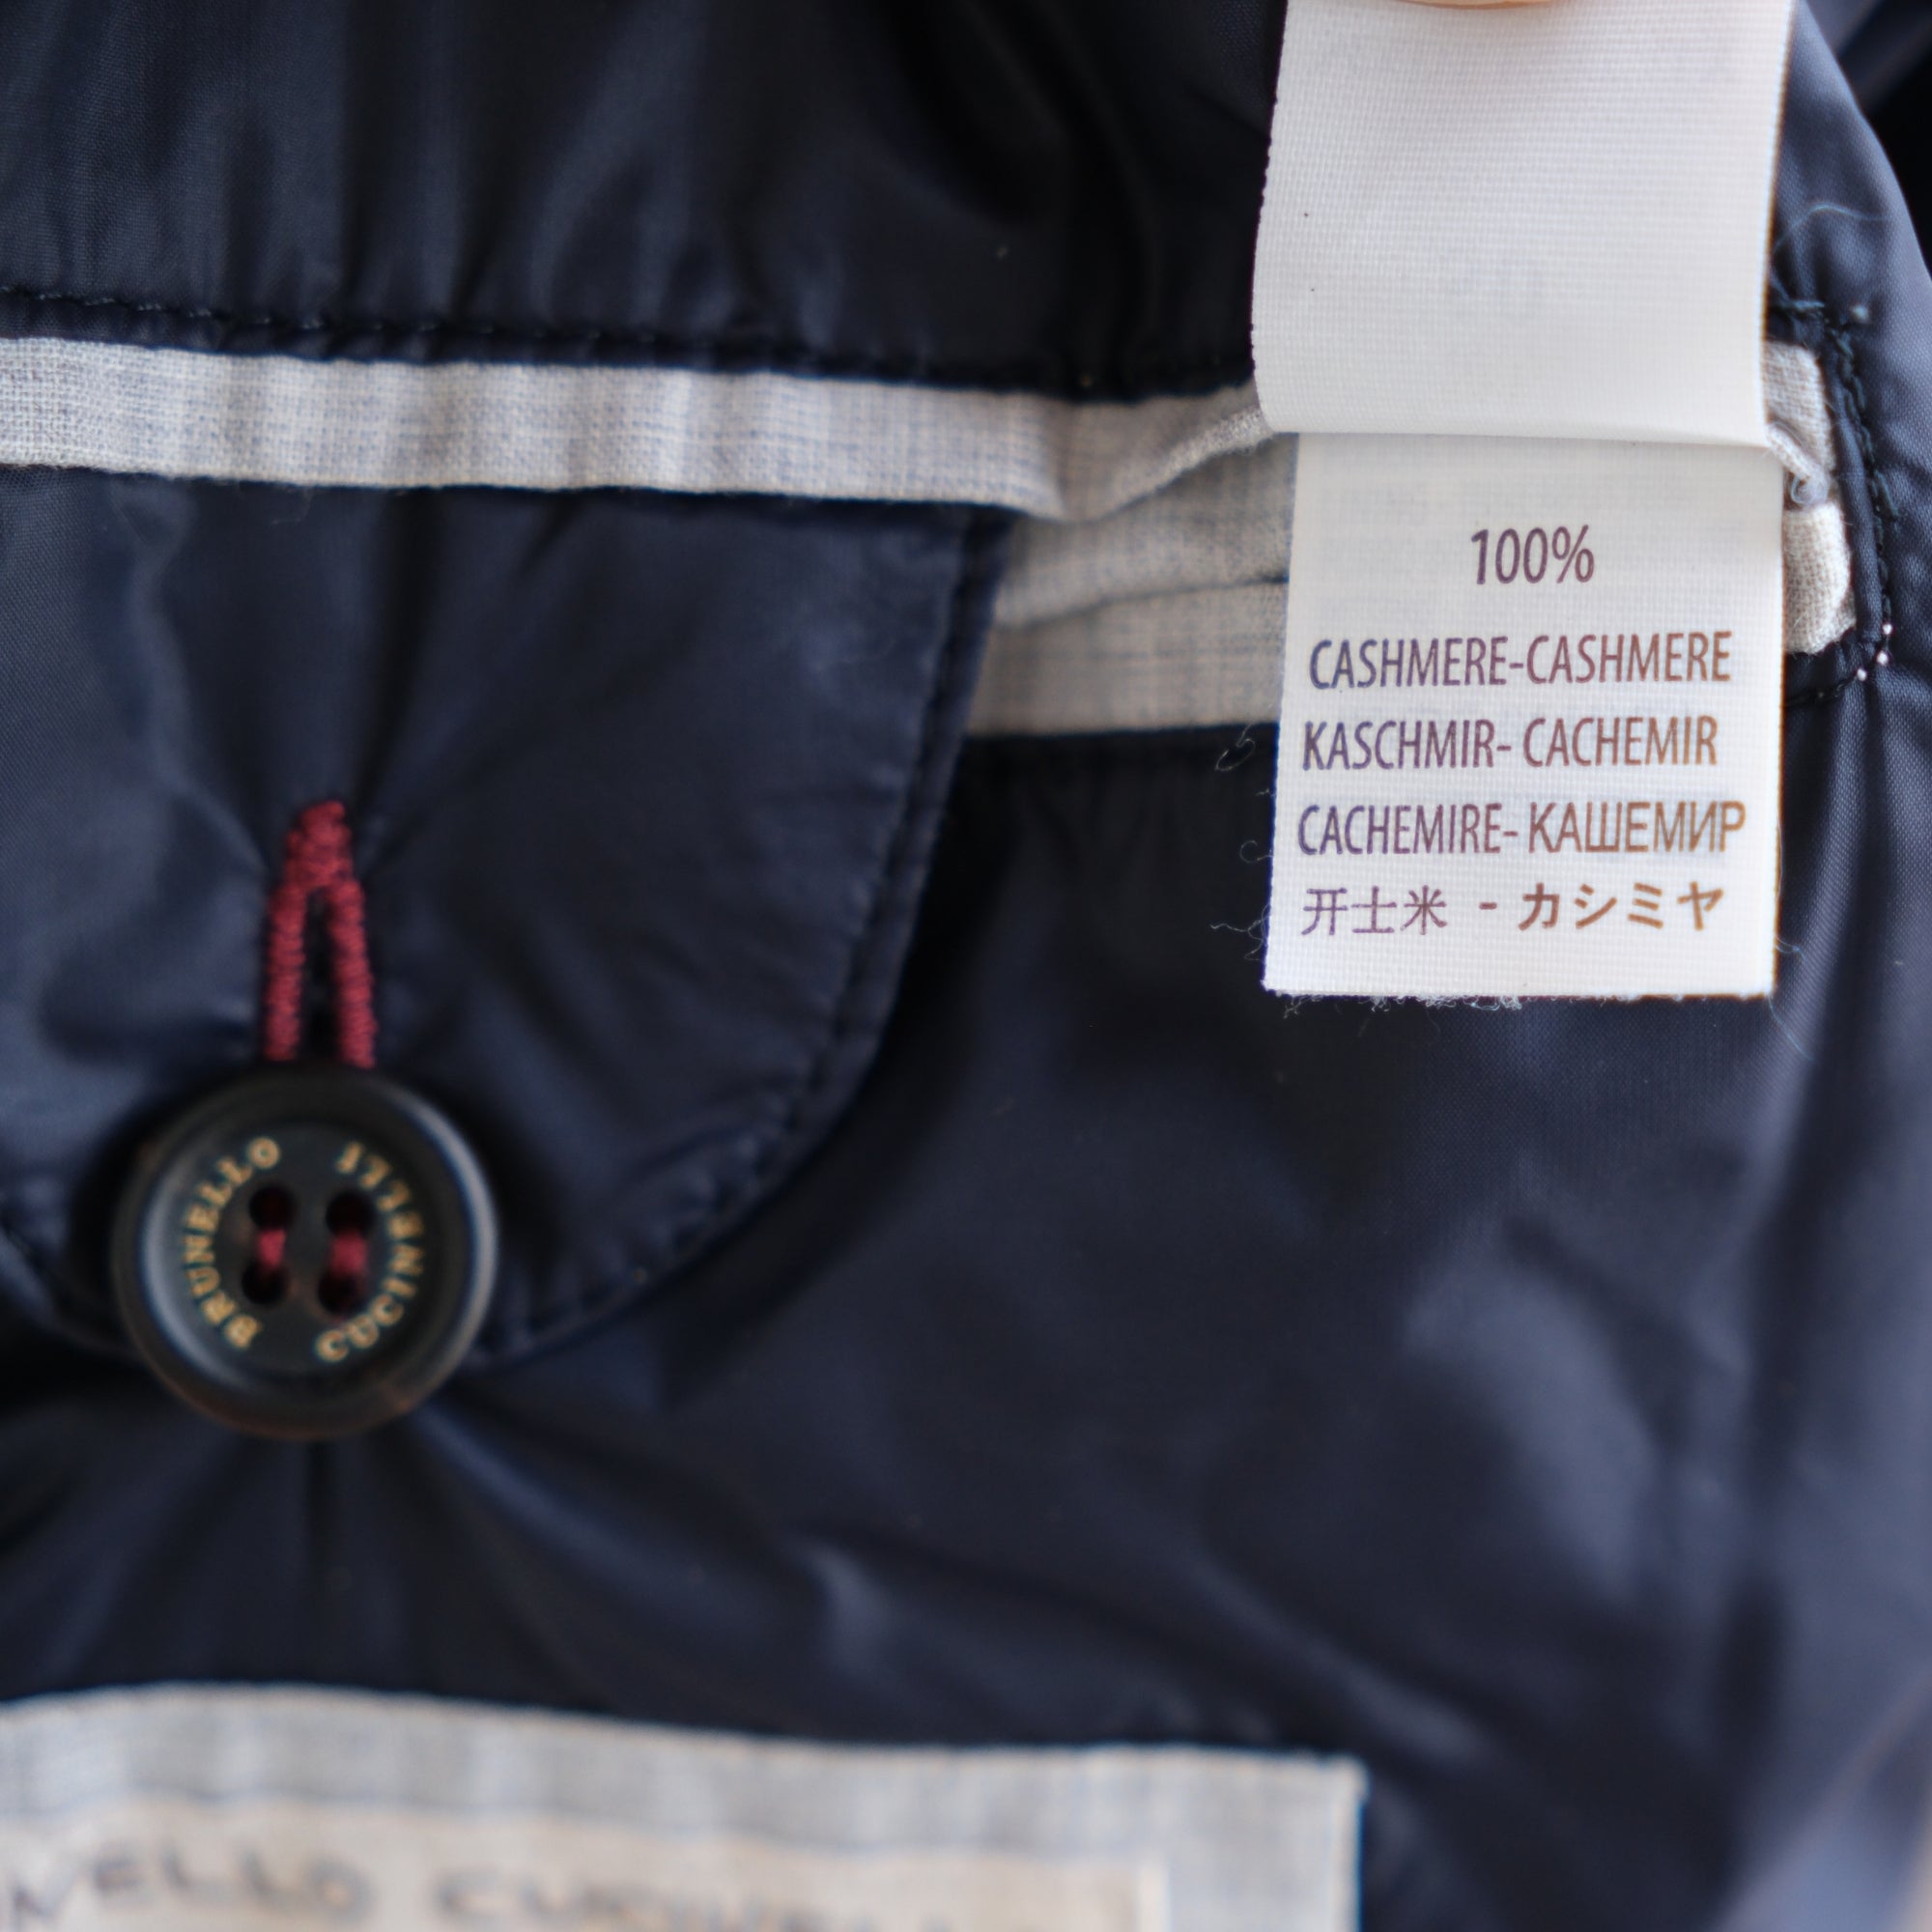 100%
CASHMERE-CASHMERE
KASCHMIR- CACHEMIR
CACHEMIRE- КАШЕМИР
开士米 - カシミヤ
BRUNELLO CUCINELLI